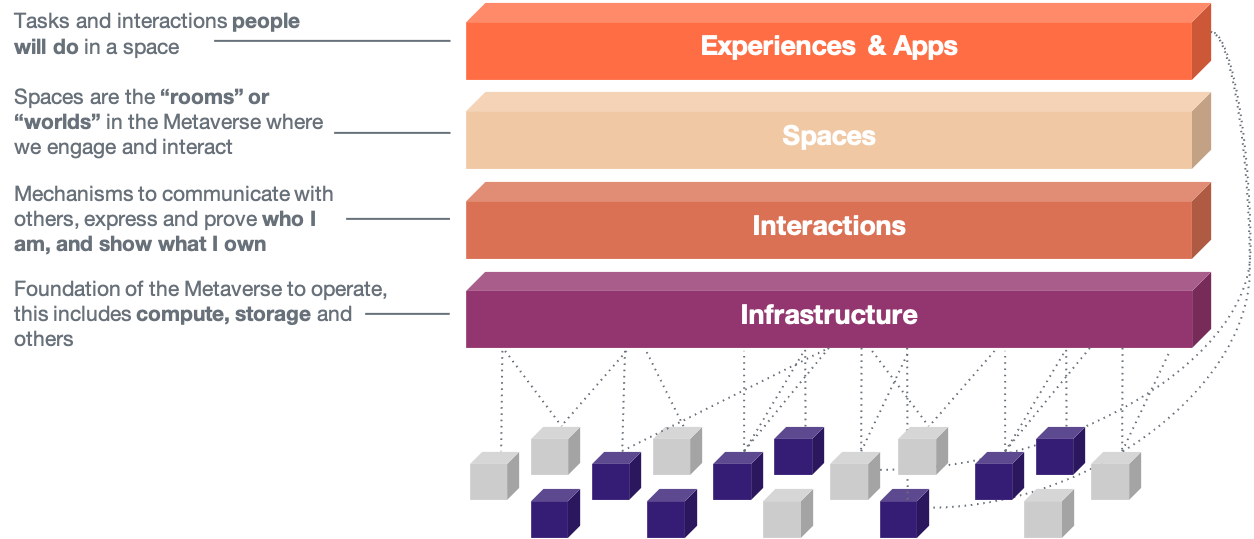 Tasks and interactions people
will do in a space
Experiences & Apps
Spaces are the “rooms” or
“worlds” in the Metaverse where
we engage and interact
Spaces
Mechanisms to communicate with
others, express and prove who I
am, and show what I own
Interactions
Foundation of the Metaverse to operate,
this includes compute, storage and
others
Infrastructure